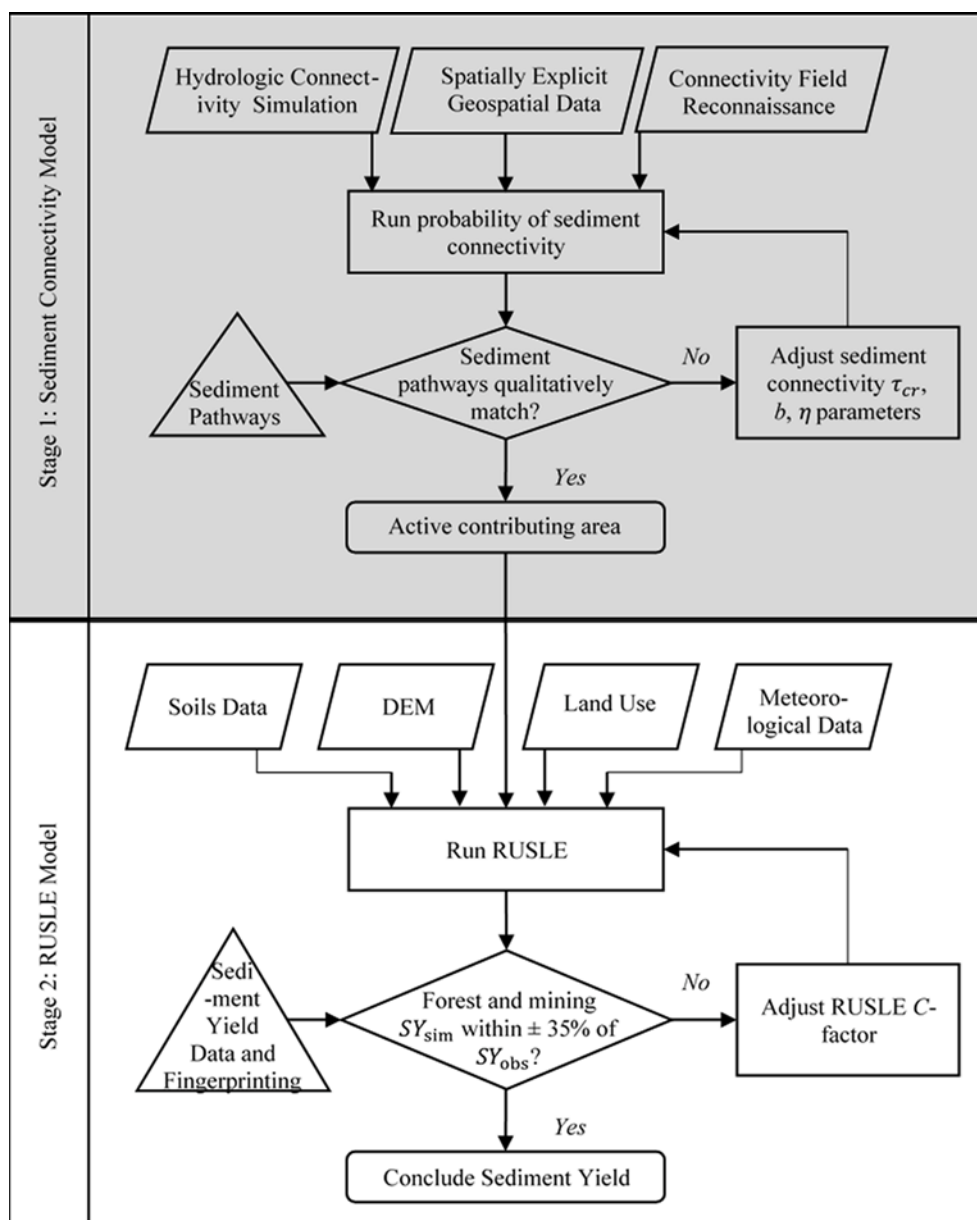 Stage 1: Sediment Connectivity Model
Hydrologic Connect-
ivity Simulation
Spatially Explicit
Geospatial Data
Connectivity Field
Reconnaissance
Run probability of sediment
connectivity
Sediment
Pathways
Sediment
pathways qualitatively
match?
No
Adjust sediment
connectivity τcr,
b, η parameters
Yes
Active contributing area
Stage 2: RUSLE Model
Soils Data
DEM
Land Use
Meteoro-
logical Data
Run RUSLE
Sedi
-ment
Yield
Data and
Fingerprinting
Forest and mining
SYsim within ± 35% of
SYobs?
No
Adjust RUSLE C-
factor
Yes
Conclude Sediment Yield